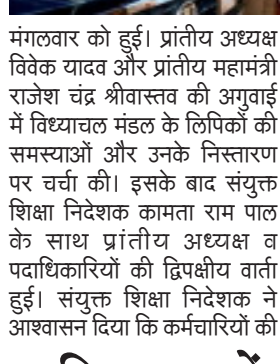 मंगलवार को हुई। प्रांतीय अध्यक्ष
विवेक यादव और प्रांतीय महामंत्री
राजेश चंद्र श्रीवास्तव की अगुवाई
में विध्याचल मंडल के लिपिकों की
समस्याओं और उनके निस्तारण
पर चर्चा की। इसके बाद संयुक्त
शिक्षा निदेशक कामता राम पाल
के साथ प्रांतीय अध्यक्ष व
पदाधिकारियों की द्विपक्षीय वार्ता
हुई। संयुक्त शिक्षा निदेशक ने
आश्वासन दिया कि कर्मचारियों की